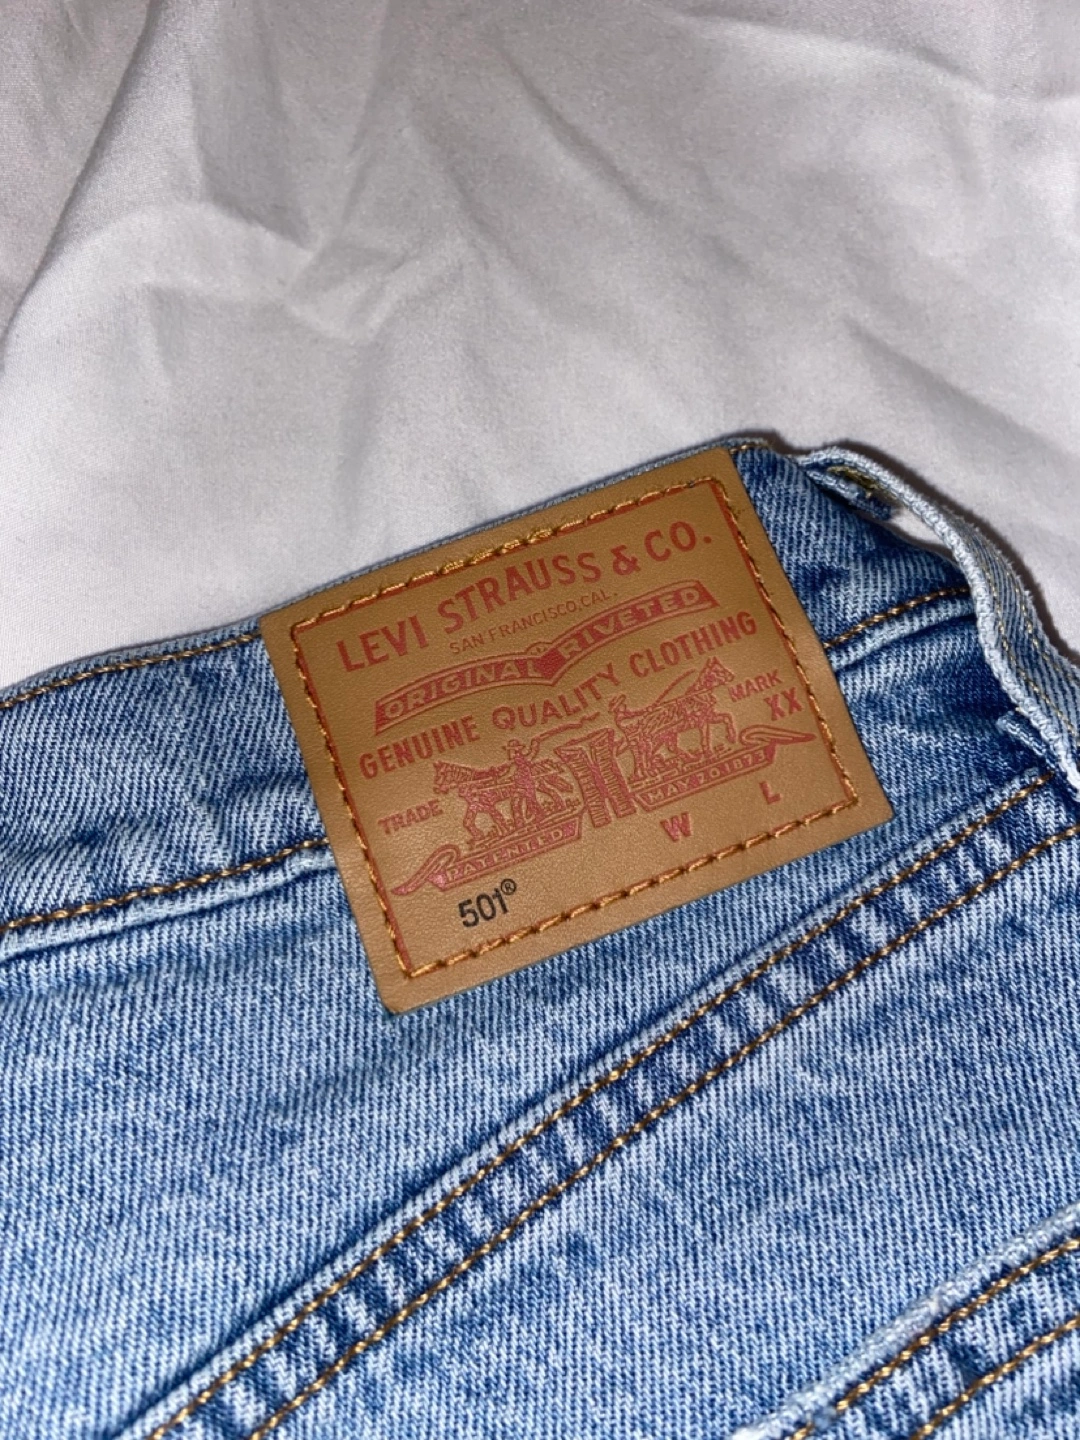 LEVI STRAUSS & CO.
SAN FRANCISCO, CAL.
ORIGINAL RIVETED
GENUINE QUALITY CLOTHING
TRADE MARK
XX
PATENTED MAY 20 1873
W L
501®